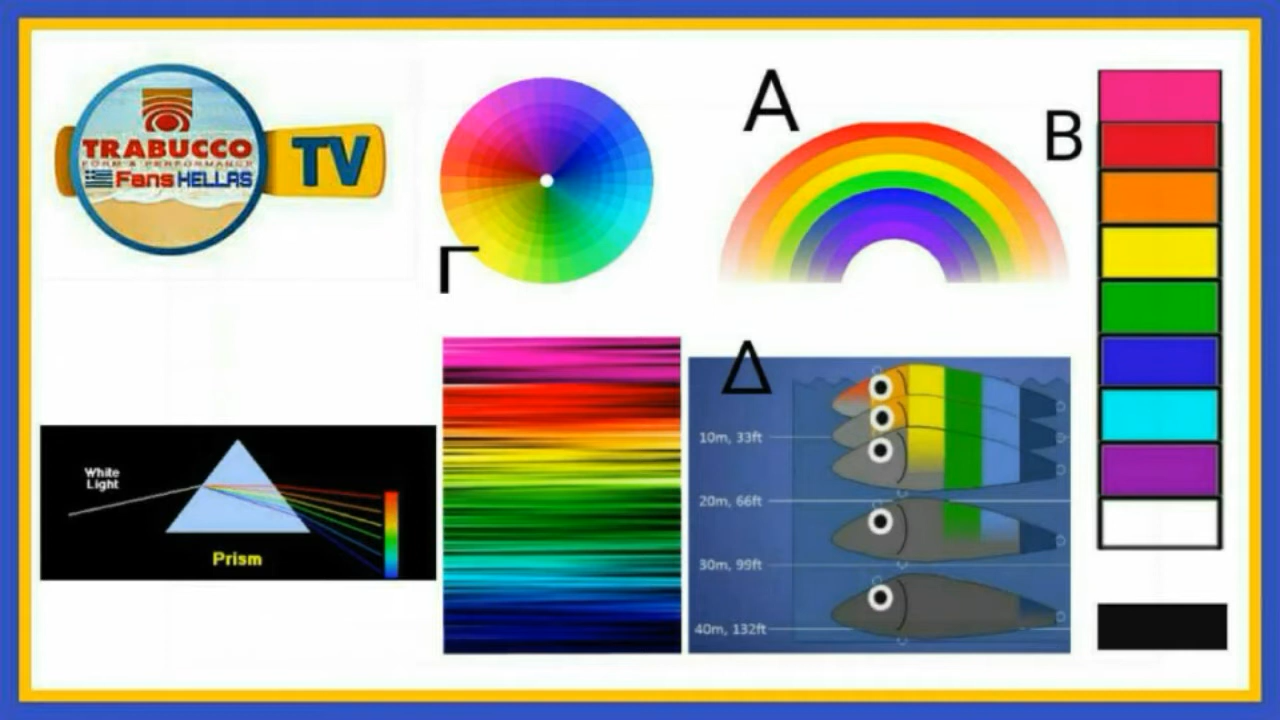 TRABUCCO
FORM & PERFORMANCE
Fans HELLAS
TV
Γ
Α
Β
Δ
White
Light
Prism
10m, 33ft
20m, 66ft
30m, 99ft
40m, 132ft